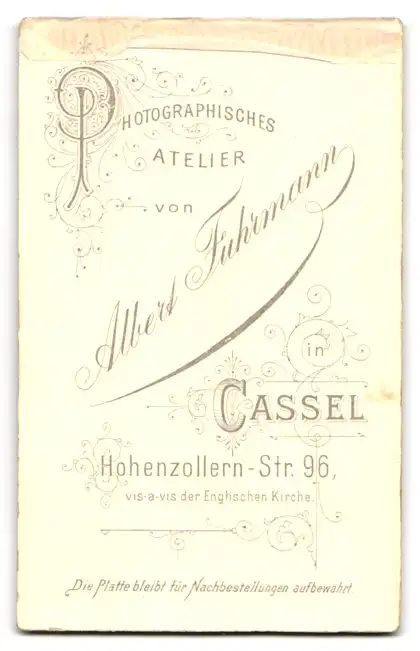 PHOTOGRAPHISCHES
ATELIER
von
Albert Fuhrmann
in
CASSEL
Hohenzollern-Str. 96,
vis-a-vis der Englischen Kirche.
Die Platte bleibt für Nachbestellungen aufbewahrt.